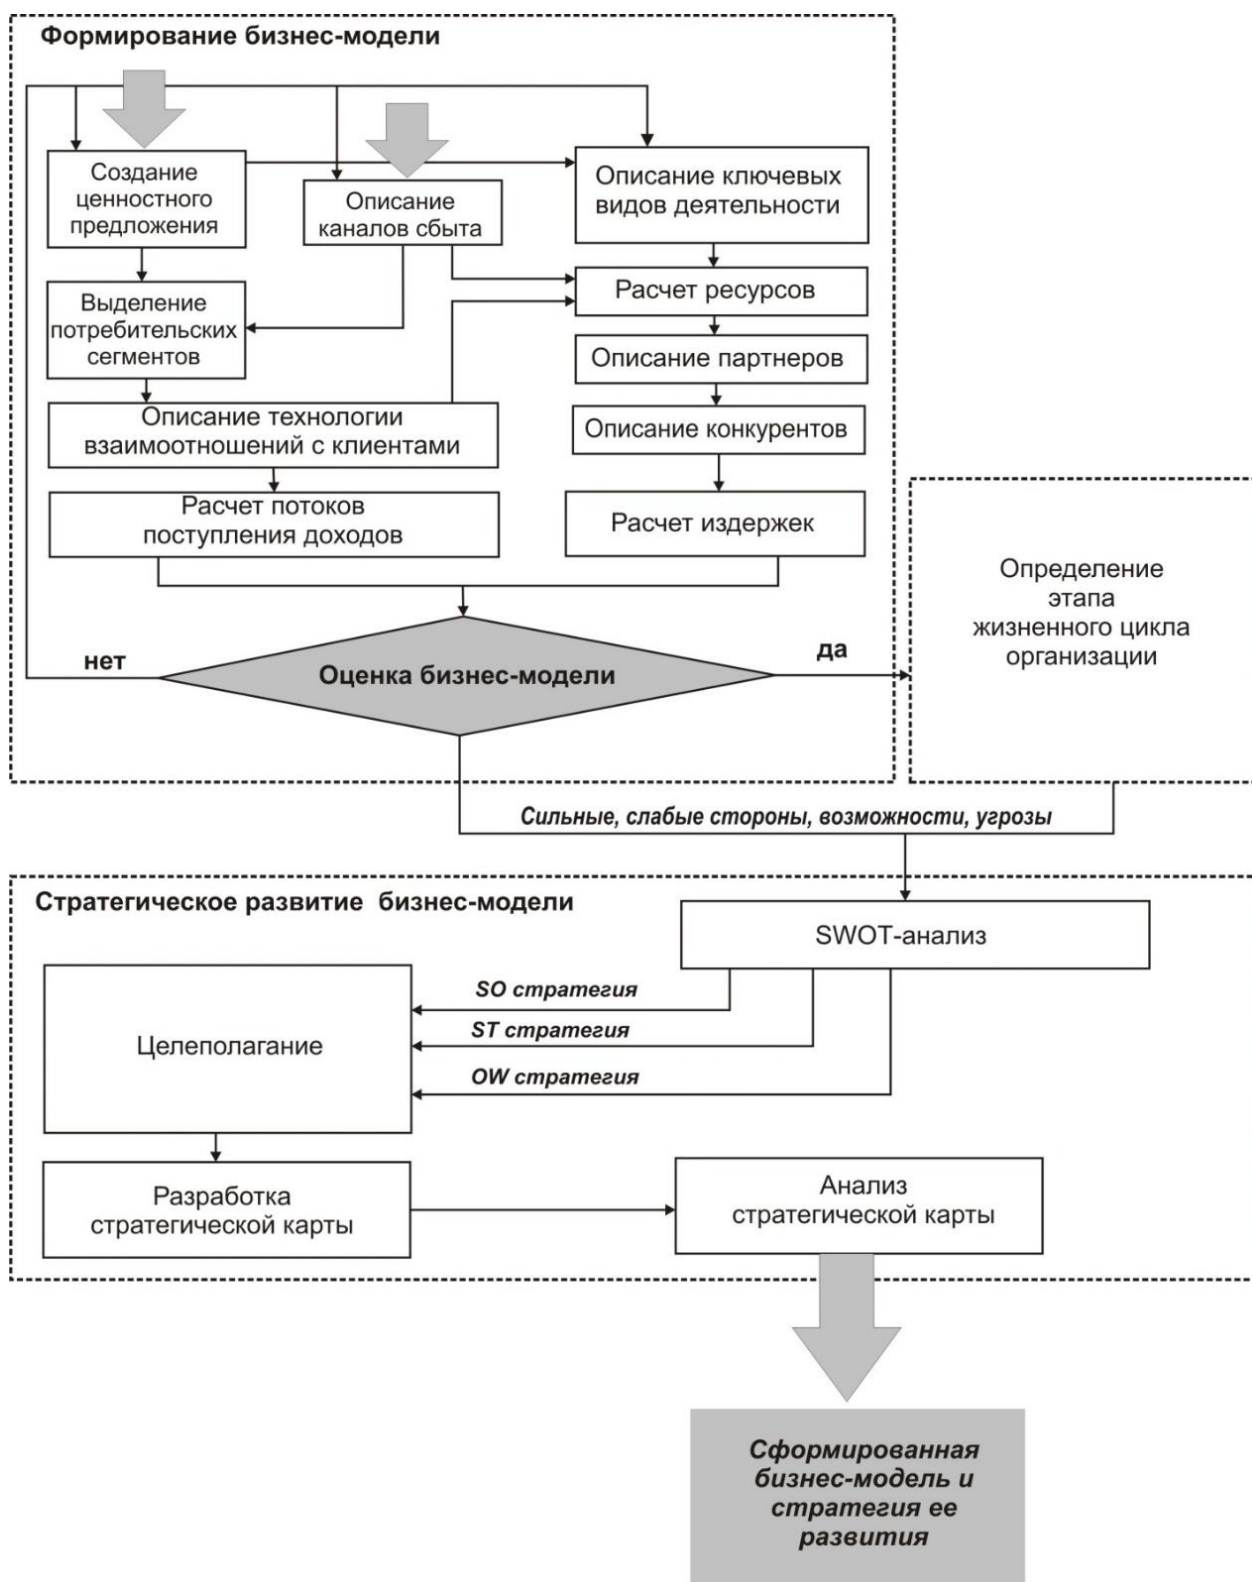 Формирование бизнес-модели
Создание
ценностного
предложения
Описание
каналов сбыта
Описание ключевых
видов деятельности
Выделение
потребительских
сегментов
Расчет ресурсов
Описание партнеров
Описание технологии
взаимоотношений с клиентами
Описание конкурентов
Расчет потоков
поступления доходов
Расчет издержек
Определение
этапа
жизненного цикла
организации
нет
Оценка бизнес-модели
да
Сильные, слабые стороны, возможности, угрозы
Стратегическое развитие бизнес-модели
SWOT-анализ
SO стратегия
ST стратегия
OW стратегия
Целеполагание
Разработка
стратегической карты
Анализ
стратегической карты
Сформированная
бизнес-модель и
стратегия ее
развития